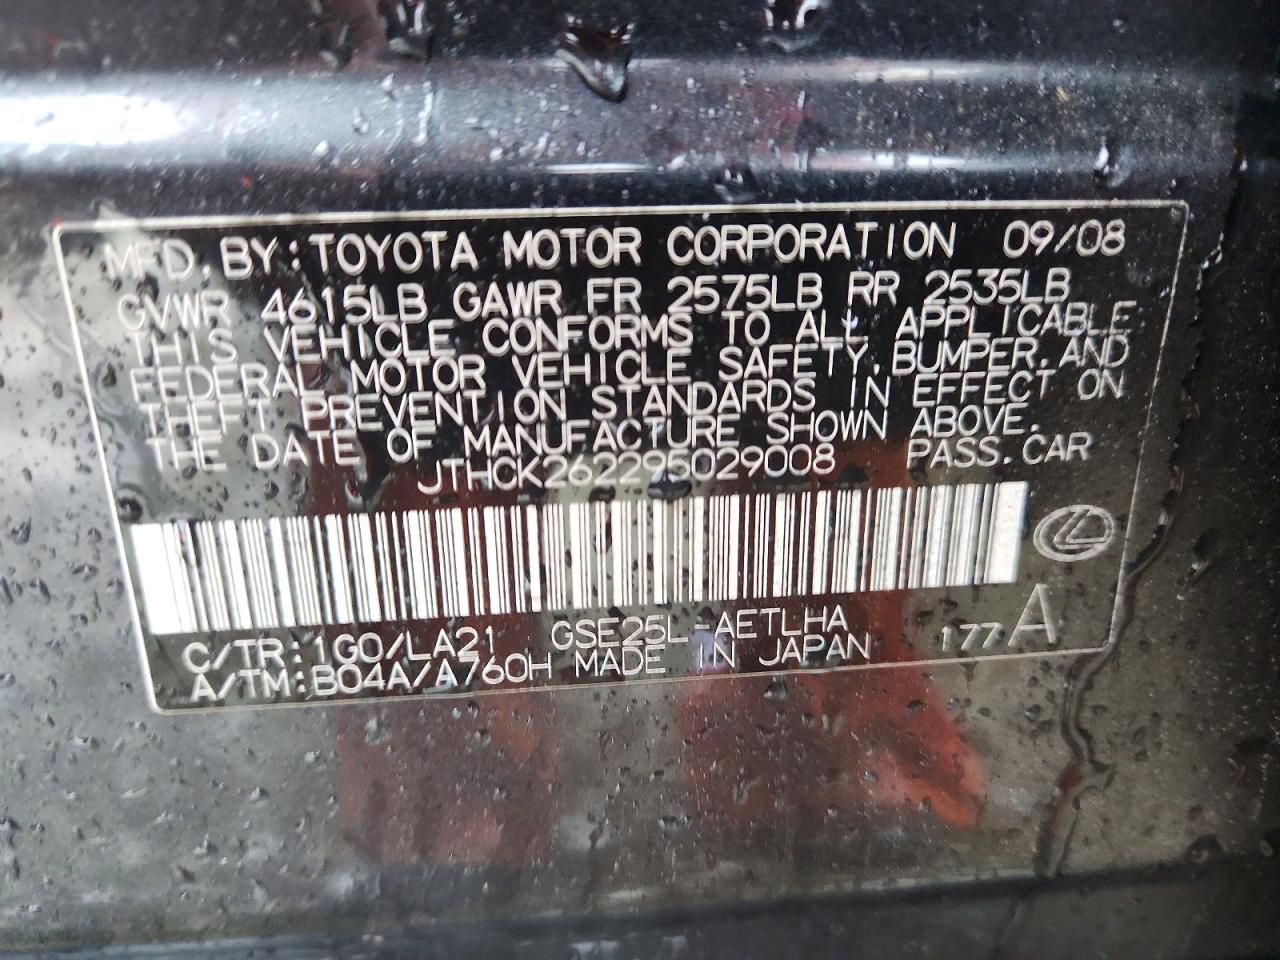 MFD. BY: TOYOTA MOTOR CORPORATION 09/08
GVWR 4615LB GAWR FR 2575LB RR 2535LB
THIS VEHICLE CONFORMS TO ALL APPLICABLE
FEDERAL MOTOR VEHICLE SAFETY, BUMPER, AND
THEFT PREVENTION STANDARDS IN EFFECT ON
THE DATE OF MANUFACTURE SHOWN ABOVE.
JTHCK262295029008 PASS. CAR
C/TR: 1G0/LA21 GSE25L-AETLHA
A/TM: B04A/A760H MADE IN JAPAN 177 A